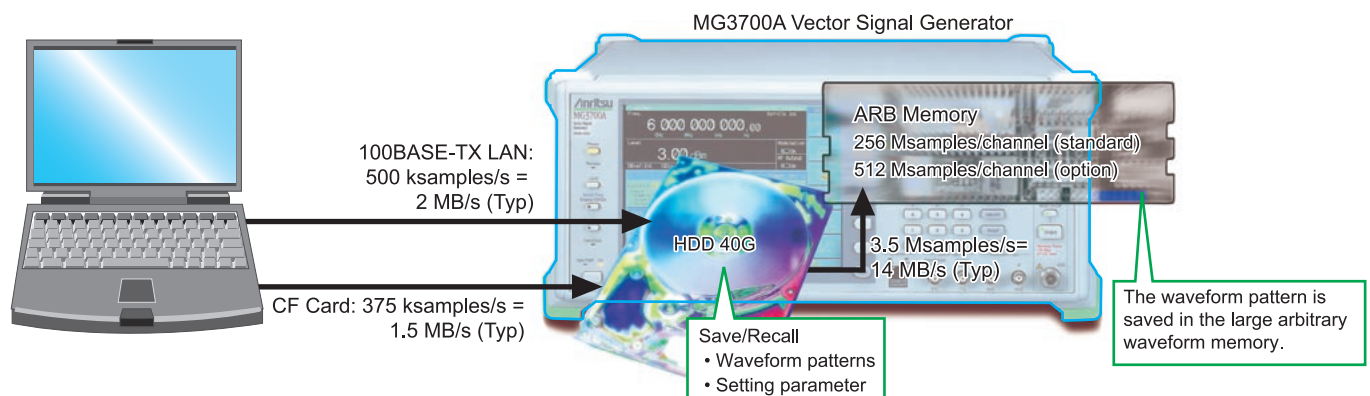 MG3700A Vector Signal Generator
Anritsu
MG3700A
6 000 000 000.00
3.00 dBm
ARB Memory
256 Msamples/channel (standard)
512 Msamples/channel (option)
100BASE-TX LAN:
500 ksamples/s =
2 MB/s (Typ)
HDD 40G
3.5 Msamples/s=
14 MB/s (Typ)
CF Card: 375 ksamples/s =
1.5 MB/s (Typ)
Save/Recall
• Waveform patterns
• Setting parameter
The waveform pattern is
saved in the large arbitrary
waveform memory.